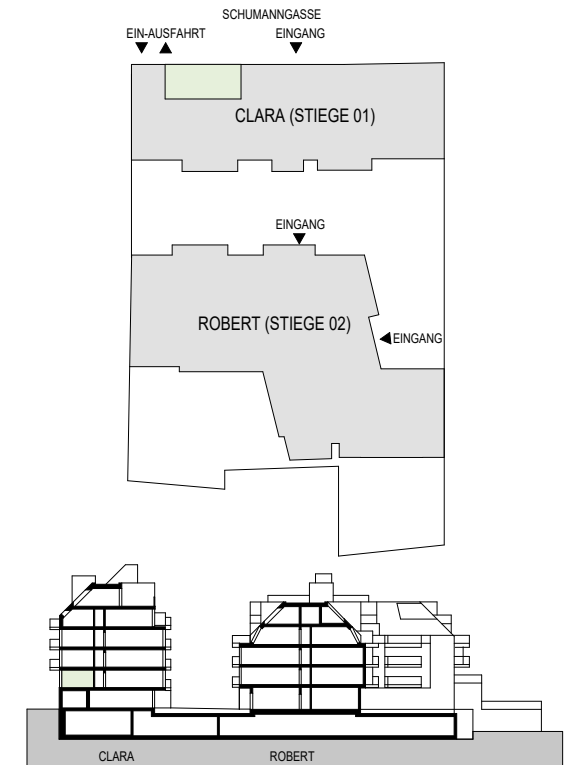 SCHUMANNGASSE
EIN-AUSFAHRT EINGANG
CLARA (STIEGE 01)
EINGANG
ROBERT (STIEGE 02)
EINGANG
CLARA ROBERT